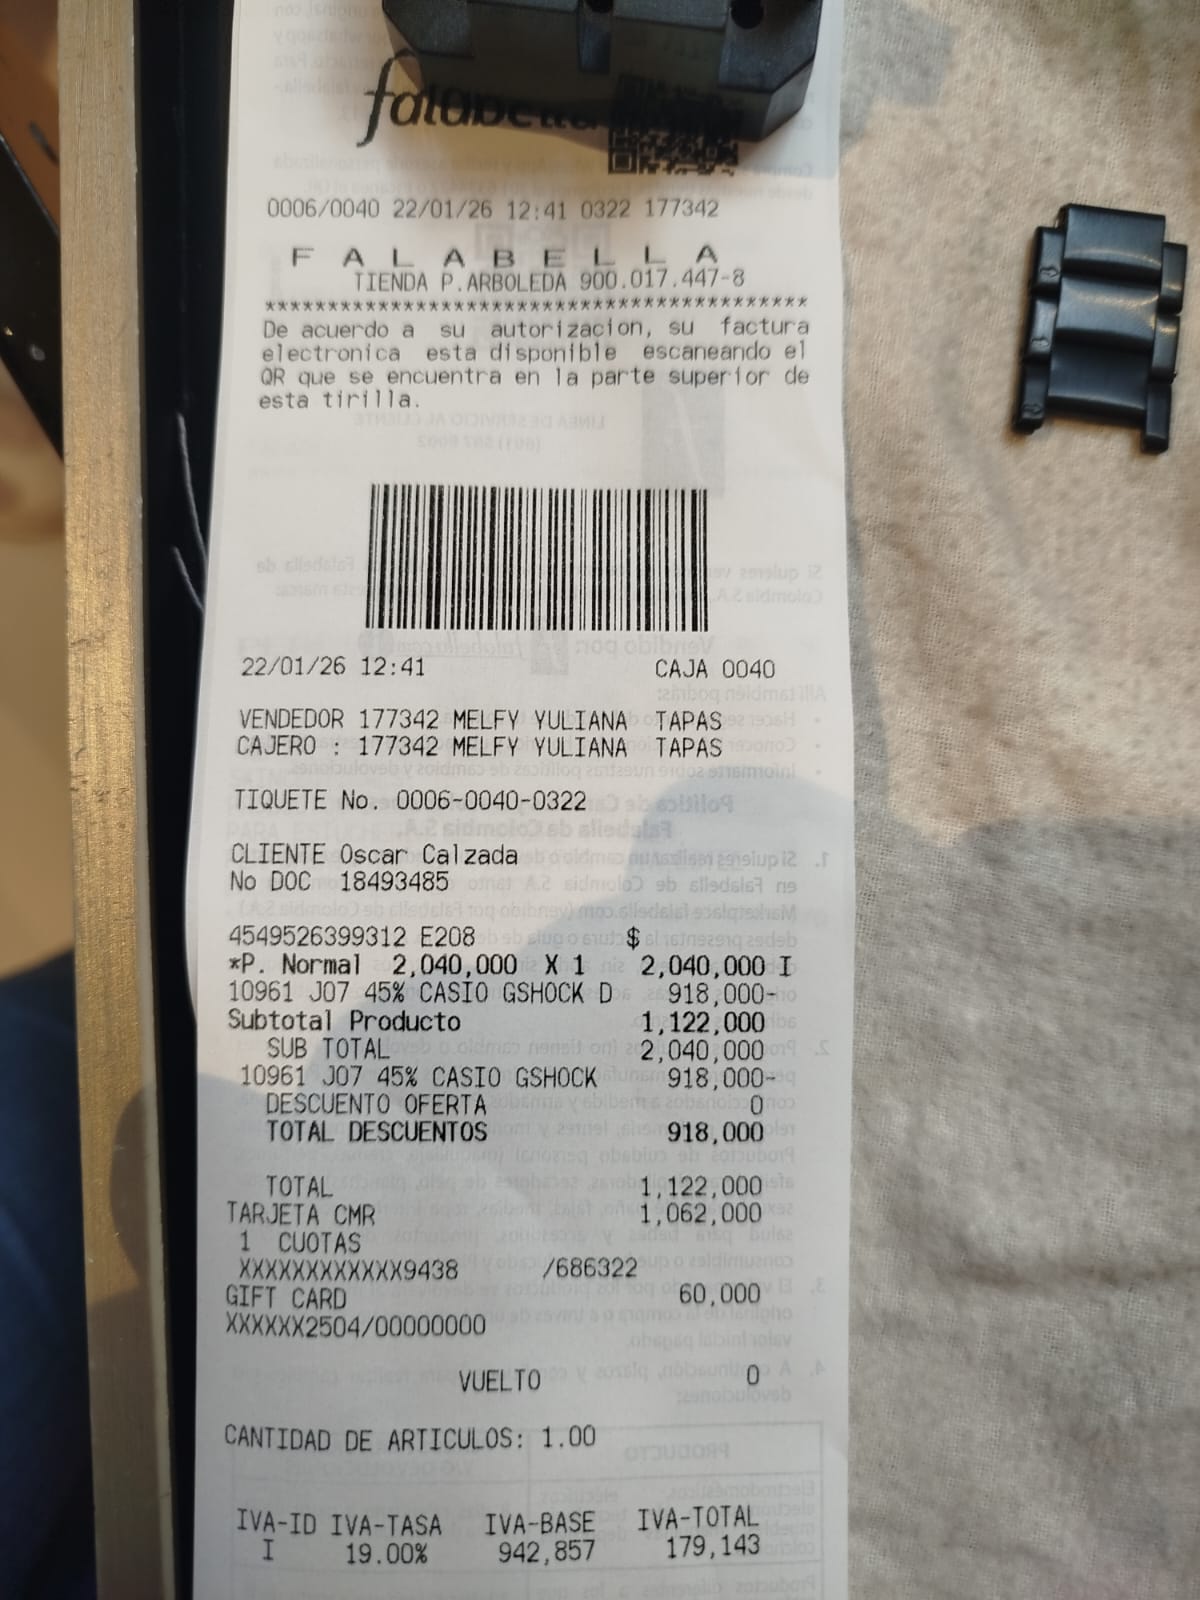 falabella
0006/0040 22/01/26 12:41 0322 177342
F A L A B E L L A
TIENDA P.ARBOLEDA 900.017.447-8
*******************************************
De acuerdo a su autorizacion, su factura
electronica esta disponible escaneando el
QR que se encuentra en la parte superior de
esta tirilla.
22/01/26 12:41 CAJA 0040
VENDEDOR 177342 MELFY YULIANA TAPAS
CAJERO : 177342 MELFY YULIANA TAPAS
TIQUETE No. 0006-0040-0322
CLIENTE Oscar Calzada
No DOC 18493485
4549526399312 E208 $
*P. Normal 2,040,000 X 1 2,040,000 I
10961 J07 45% CASIO GSHOCK D 918,000-
Subtotal Producto 1,122,000
SUB TOTAL 2,040,000
10961 J07 45% CASIO GSHOCK 918,000-
DESCUENTO OFERTA 0
TOTAL DESCUENTOS 918,000
TOTAL 1,122,000
TARJETA CMR 1,062,000
1 CUOTAS
XXXXXXXXXXXX9438 /686322
GIFT CARD 60,000
XXXXXX2504/00000000
VUELTO 0
CANTIDAD DE ARTICULOS: 1.00
IVA-ID IVA-TASA IVA-BASE IVA-TOTAL
I 19.00% 942,857 179,143